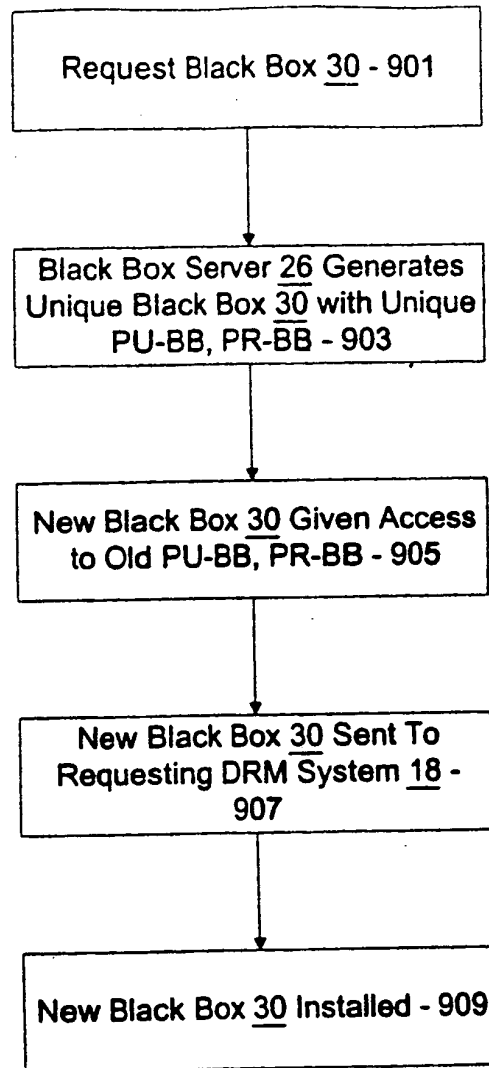 Request Black Box 30 - 901
Black Box Server 26 Generates
Unique Black Box 30 with Unique
PU-BB, PR-BB - 903
New Black Box 30 Given Access
to Old PU-BB, PR-BB - 905
New Black Box 30 Sent To
Requesting DRM System 18 -
907
New Black Box 30 Installed - 909